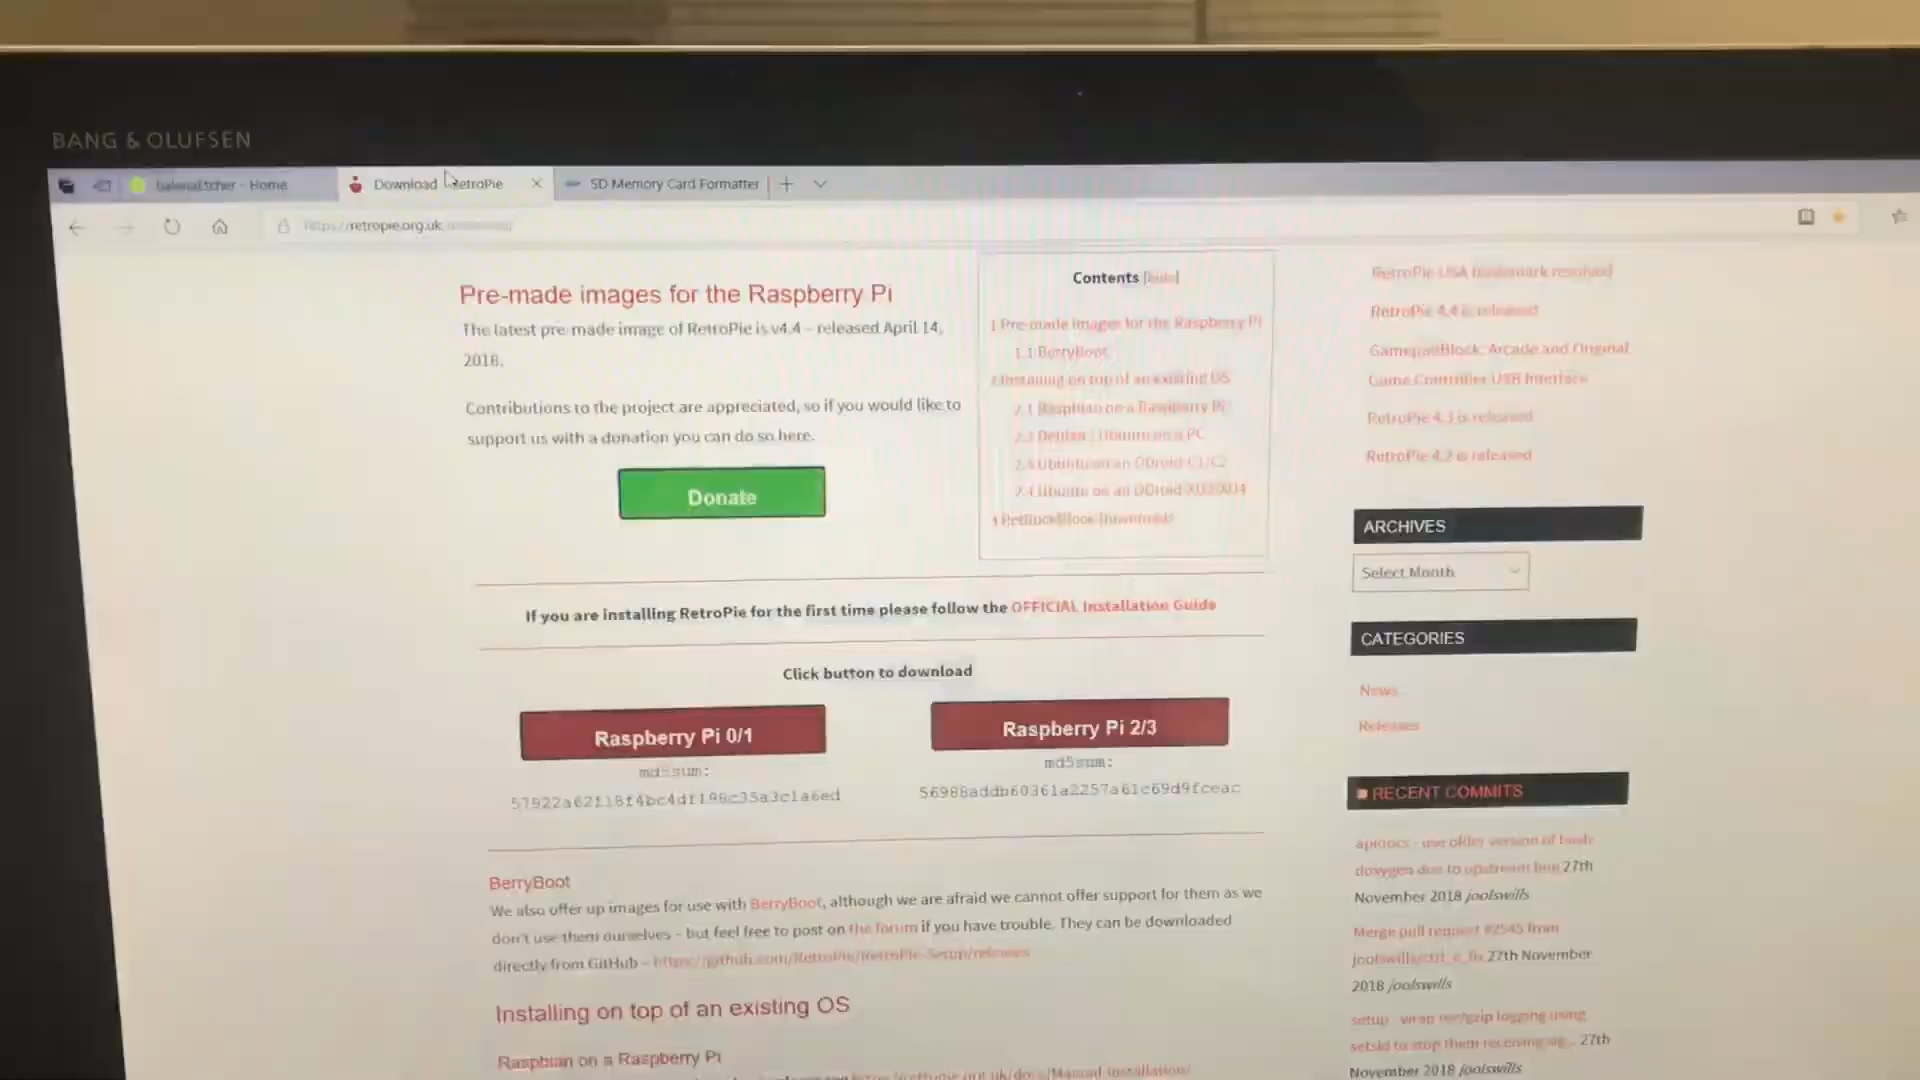 BANG & OLUFSEN
balenaEtcher - Home
Download RetroPie
SD Memory Card Formatter
https://retropie.org.uk
Pre-made images for the Raspberry Pi
The latest pre-made image of RetroPie is v4.4 – released April 14,
2018.
Contributions to the project are appreciated, so if you would like to
support us with a donation you can do so here.
Donate
Contents [hide]
1 Pre-made images for the Raspberry Pi
1.1 BerryBoot
2 Installing on top of an existing OS
2.1 Raspbian on a Raspberry Pi
2.2 Debian / Ubuntu on a PC
2.3 Ubuntu on an ODroid C1/C2
2.4 Ubuntu on an ODroid XU3/XU4
If you are installing RetroPie for the first time please follow the OFFICIAL Installation Guide
Click button to download
Raspberry Pi 0/1
md5sum:
Raspberry Pi 2/3
md5sum:
56988addb60361a2257a61c69d9fceac
BerryBoot
We also offer up images for use with BerryBoot, although we are afraid we cannot offer support for them as we
don't use them ourselves – but feel free to post on the forum if you have trouble. They can be downloaded
directly from GitHub – https://github.com/RetroPie/RetroPie-Setup/releases
Installing on top of an existing OS
Raspbian on a Raspberry Pi
RetroPie USA trademark resolved
RetroPie 4.4 is released
GamepadBlock: Arcade and Original
Game Controller USB Interface
RetroPie 4.3 is released
RetroPie 4.2 is released
ARCHIVES
Select Month
CATEGORIES
News
Releases
RECENT COMMITS
apidocs - use older version of
doxygen due to upstream bug 27th
November 2018 joolswills
Merge pull request #2545 from
27th November
2018 joolswills
setup - wrap logging using
setsid to stop them receiving 27th
November 2018 joolswills